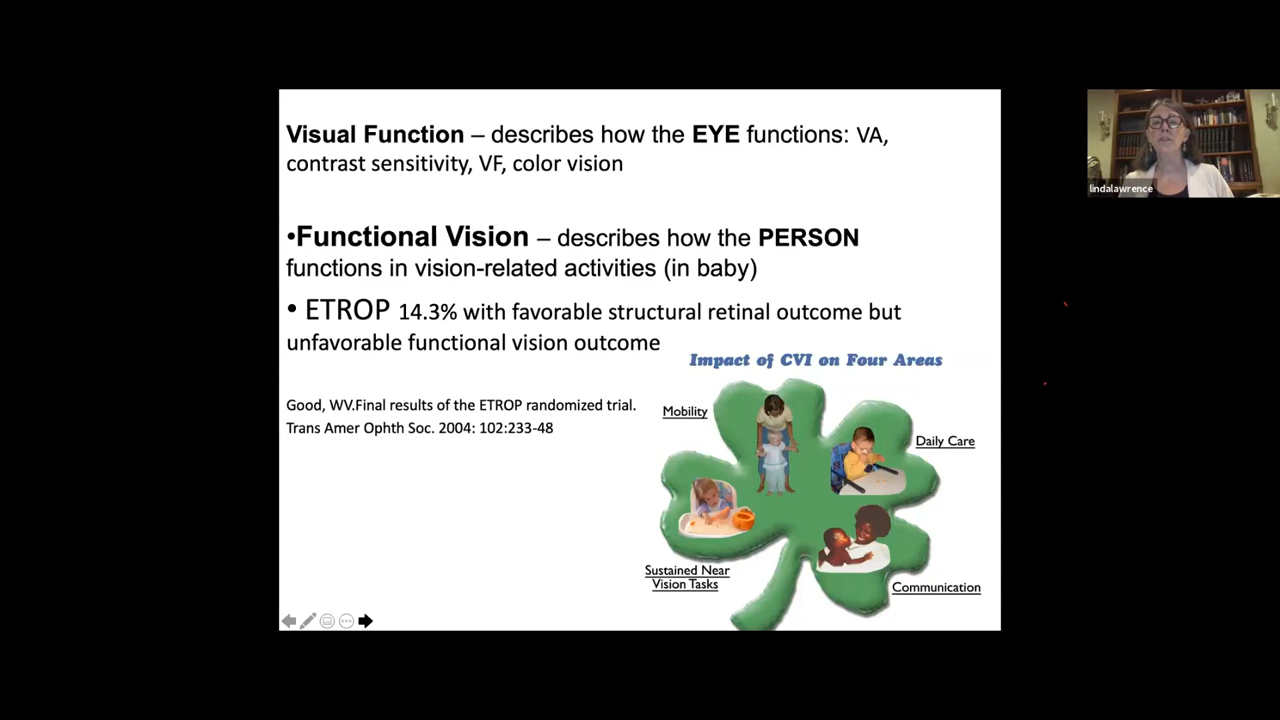 Visual Function – describes how the EYE functions: VA,
contrast sensitivity, VF, color vision
•Functional Vision – describes how the PERSON
functions in vision-related activities (in baby)
• ETROP 14.3% with favorable structural retinal outcome but
unfavorable functional vision outcome
Good, WV.Final results of the ETROP randomized trial.
Trans Amer Ophth Soc. 2004: 102:233-48
Impact of CVI on Four Areas
Mobility
Daily Care
Sustained Near
Vision Tasks
Communication
lindalawrence